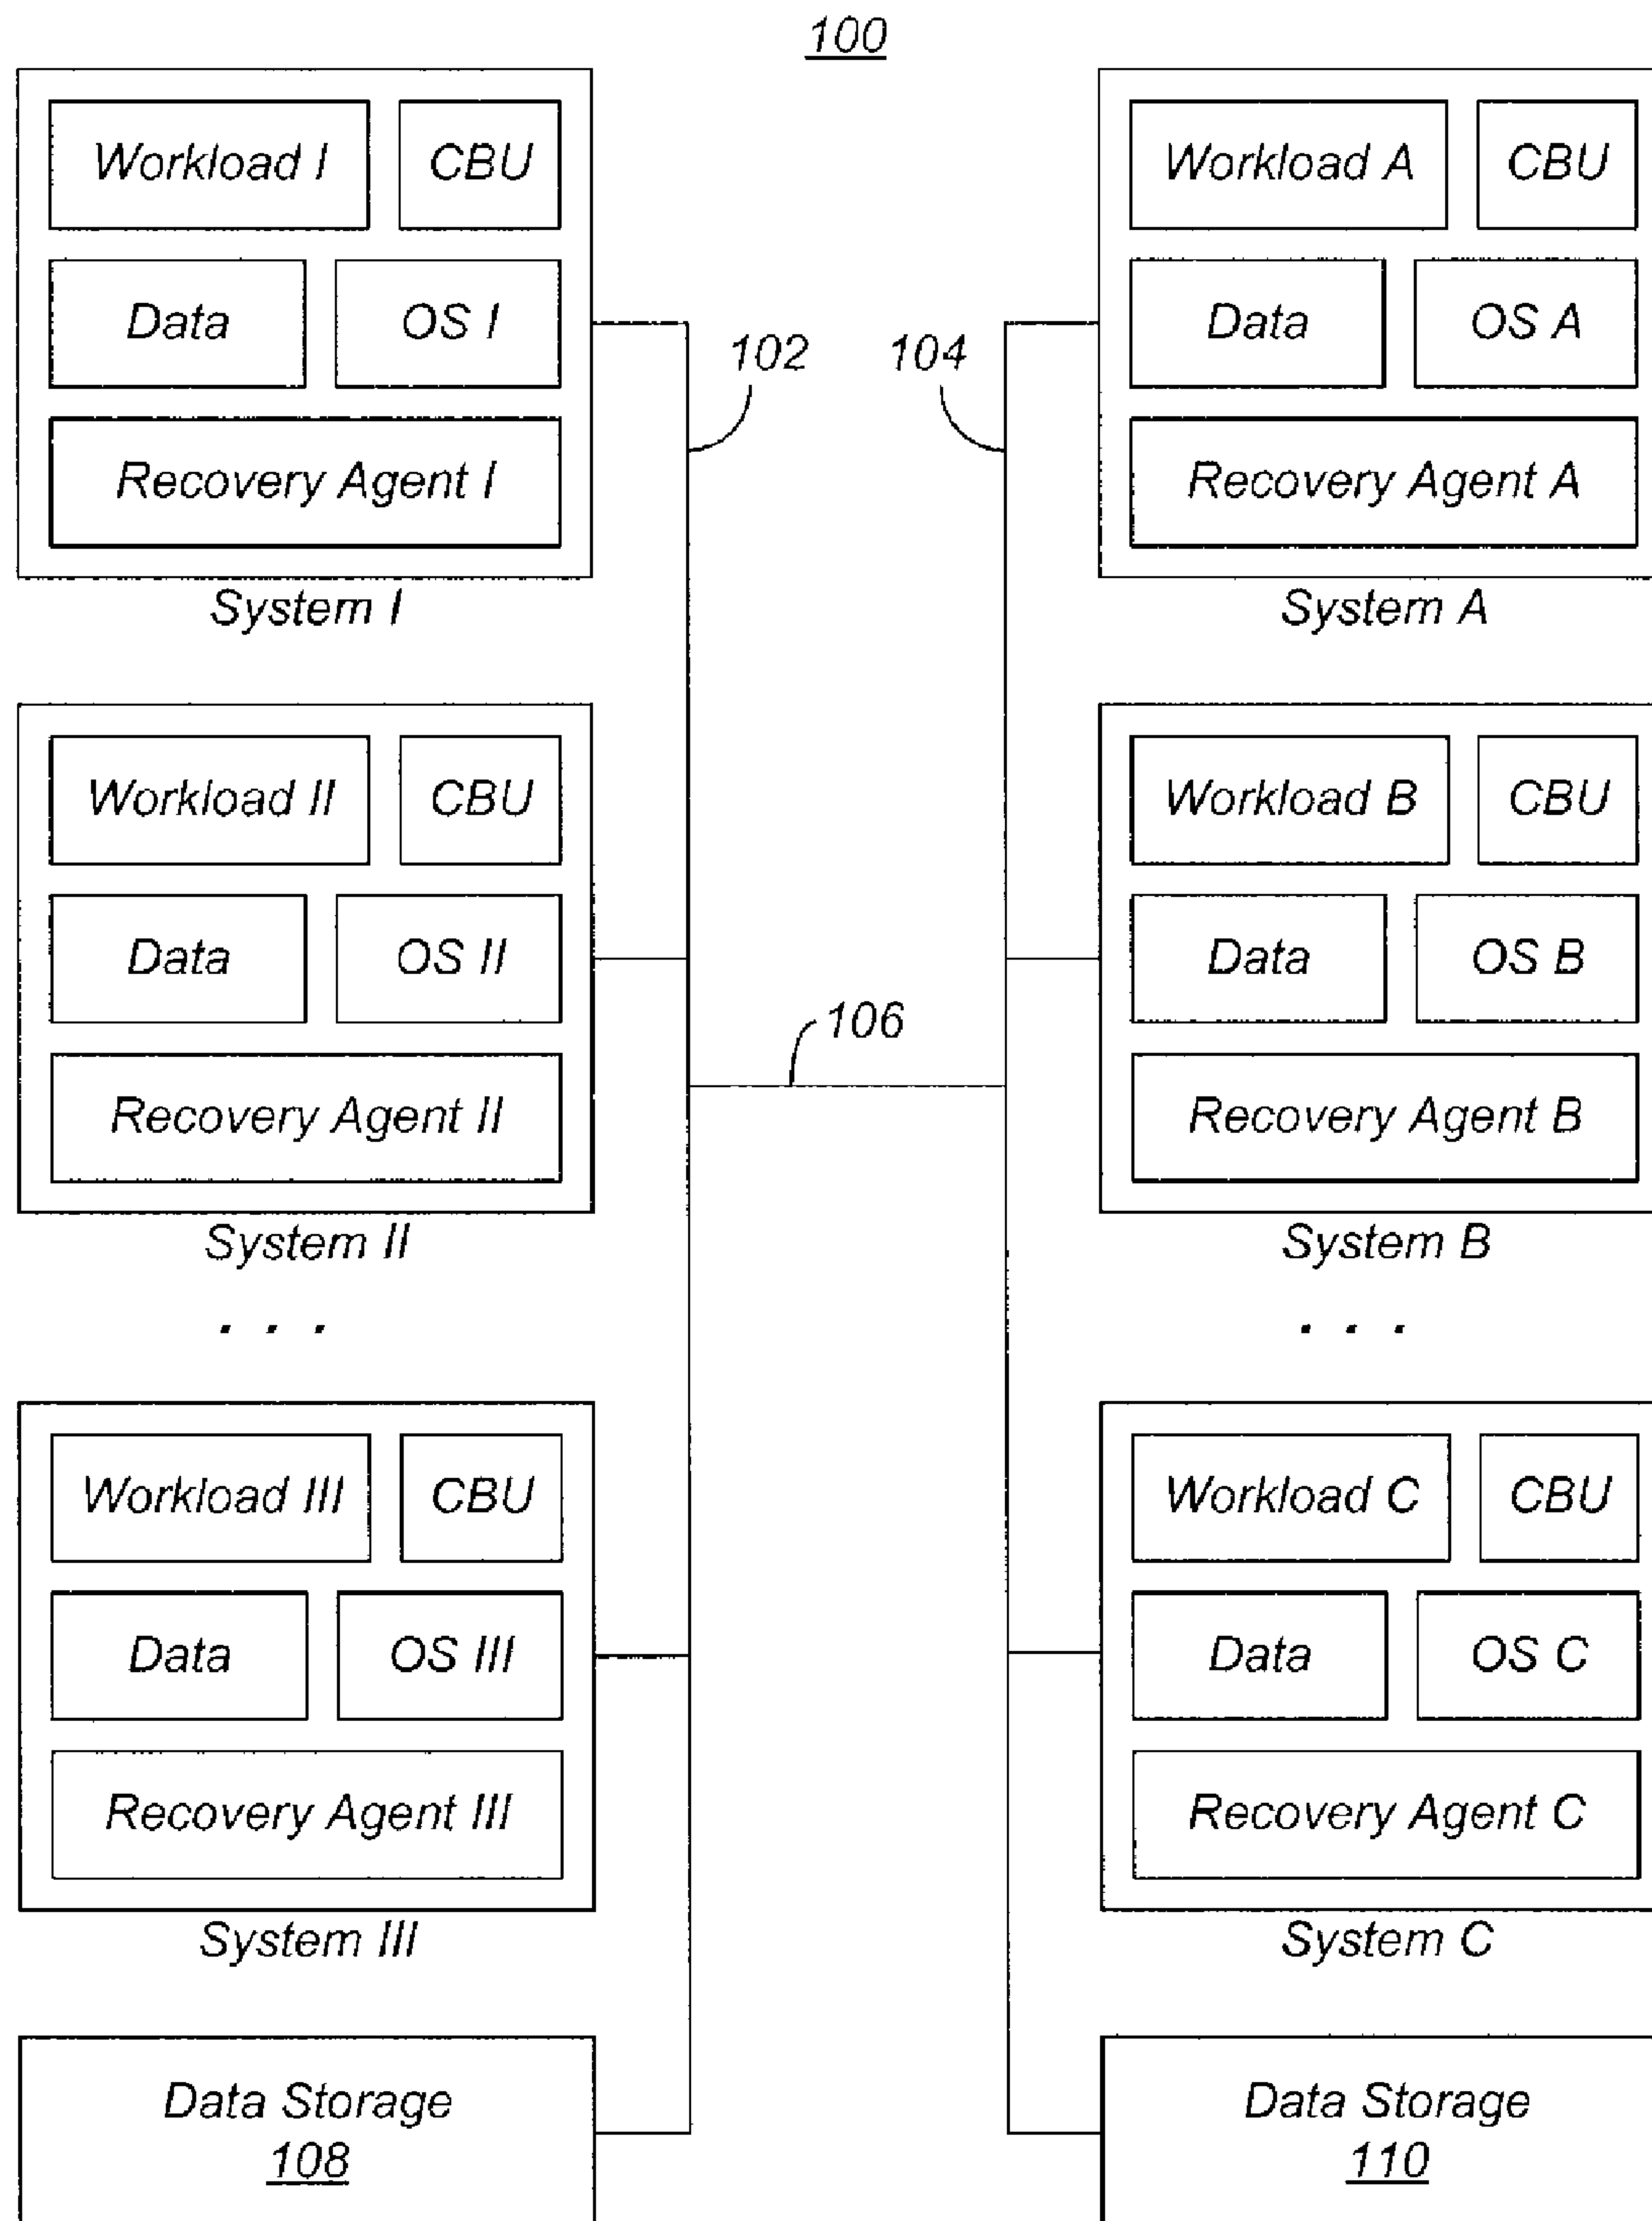 100
Workload I
CBU
Data
OS I
Recovery Agent I
System I
Workload A
CBU
Data
OS A
Recovery Agent A
System A
102
104
Workload II
CBU
Data
OS II
Recovery Agent II
System II
Workload B
CBU
Data
OS B
Recovery Agent B
System B
106
. . .
. . .
Workload III
CBU
Data
OS III
Recovery Agent III
System III
Workload C
CBU
Data
OS C
Recovery Agent C
System C
Data Storage
108
Data Storage
110